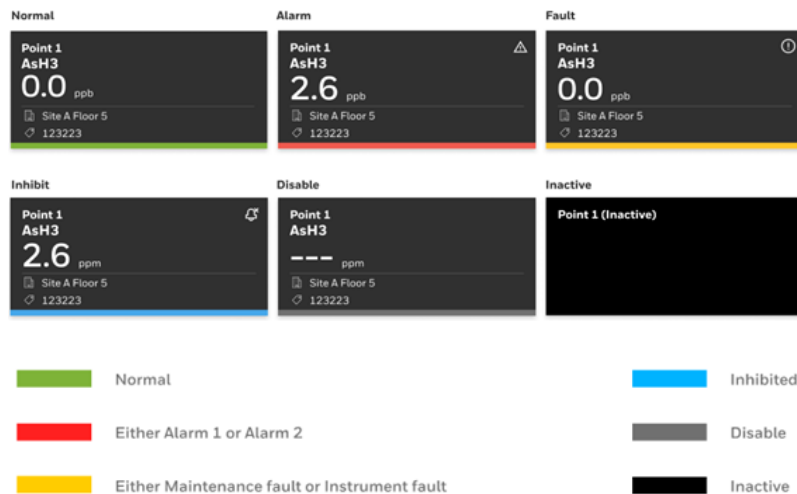 Normal
Alarm
Fault
Point 1
AsH3
0.0 ppb
Site A Floor 5
123223
Point 1
AsH3
2.6 ppb
Site A Floor 5
123223
Point 1
AsH3
0.0 ppb
Site A Floor 5
123223
Inhibit
Disable
Inactive
Point 1
AsH3
2.6 ppm
Site A Floor 5
123223
Point 1
AsH3
--- ppm
Site A Floor 5
123223
Point 1 (Inactive)
Normal
Inhibited
Either Alarm 1 or Alarm 2
Disable
Either Maintenance fault or Instrument fault
Inactive